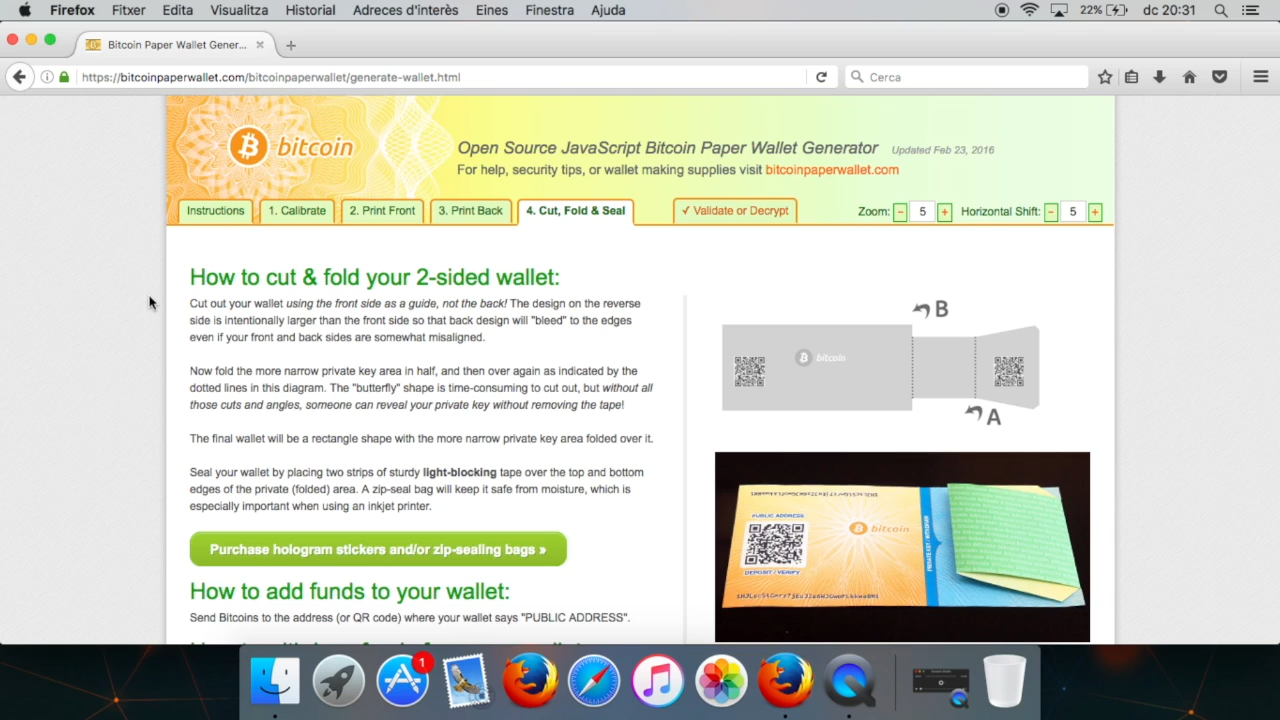 Firefox Fitxer Edita Visualitza Historial Adreces d'interès Eines Finestra Ajuda 22% dc 20:31
Bitcoin Paper Wallet Gener...
https://bitcoinpaperwallet.com/bitcoinpaperwallet/generate-wallet.html
Cerca
bitcoin
Open Source JavaScript Bitcoin Paper Wallet Generator Updated Feb 23, 2016
For help, security tips, or wallet making supplies visit bitcoinpaperwallet.com
Instructions 1. Calibrate 2. Print Front 3. Print Back 4. Cut, Fold & Seal ✓ Validate or Decrypt Zoom: - 5 + Horizontal Shift: - 5 +
How to cut & fold your 2-sided wallet:
Cut out your wallet using the front side as a guide, not the back! The design on the reverse
side is intentionally larger than the front side so that back design will "bleed" to the edges
even if your front and back sides are somewhat misaligned.
Now fold the more narrow private key area in half, and then over again as indicated by the
dotted lines in this diagram. The "butterfly" shape is time-consuming to cut out, but without all
those cuts and angles, someone can reveal your private key without removing the tape!
The final wallet will be a rectangle shape with the more narrow private key area folded over it.
Seal your wallet by placing two strips of sturdy light-blocking tape over the top and bottom
edges of the private (folded) area. A zip-seal bag will keep it safe from moisture, which is
especially important when using an inkjet printer.
Purchase hologram stickers and/or zip-sealing bags »
How to add funds to your wallet:
Send Bitcoins to the address (or QR code) where your wallet says "PUBLIC ADDRESS".
B
bitcoin
A
PUBLIC ADDRESS
bitcoin
DEPOSIT / VERIFY
1